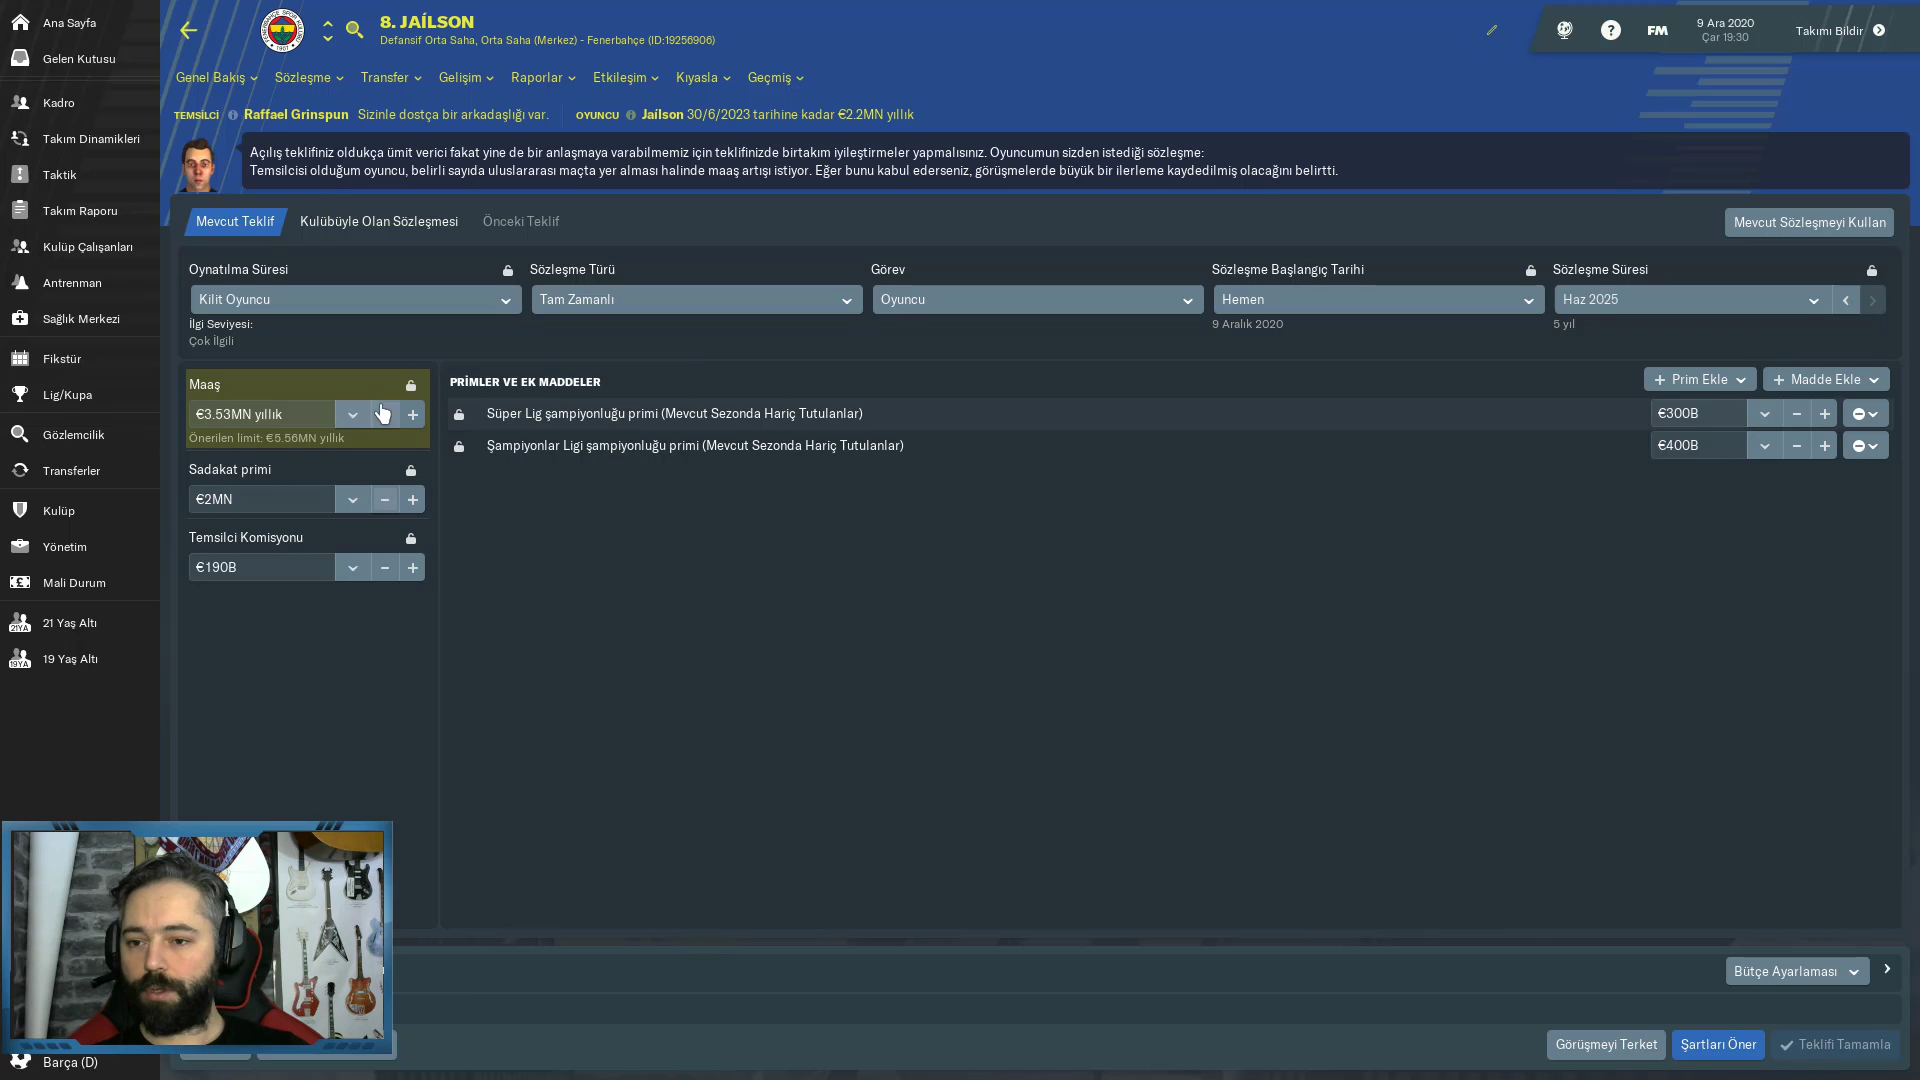 Ana Sayfa
Gelen Kutusu
Kadro
Takım Dinamikleri
Taktik
Takım Raporu
Kulüp Çalışanları
Antrenman
Sağlık Merkezi
Fikstür
Lig/Kupa
Gözlemcilik
Transferler
Kulüp
Yönetim
Mali Durum
21YA
21 Yaş Altı
19YA
19 Yaş Altı
Barça (D)
8. JAÍLSON
Defansif Orta Saha, Orta Saha (Merkez) - Fenerbahçe (ID:19256906)
FM
9 Ara 2020
Çar 19:30
Takımı Bildir
Genel Bakış
Sözleşme
Transfer
Gelişim
Raporlar
Etkileşim
Kıyasla
Geçmiş
TEMSİLCİ Raffael Grinspun Sizinle dostça bir arkadaşlığı var. OYUNCU Jaílson 30/6/2023 tarihine kadar €2.2MN yıllık
Açılış teklifiniz oldukça ümit verici fakat yine de bir anlaşmaya varabilmemiz için teklifinizde birtakım iyileştirmeler yapmalısınız. Oyuncumun sizden istediği sözleşme:
Temsilcisi olduğum oyuncu, belirli sayıda uluslararası maçta yer alması halinde maaş artışı istiyor. Eğer bunu kabul ederseniz, görüşmelerde büyük bir ilerleme kaydedilmiş olacağını belirtti.
Mevcut Teklif
Kulübüyle Olan Sözleşmesi
Önceki Teklif
Mevcut Sözleşmeyi Kullan
Oynatılma Süresi
Kilit Oyuncu
İlgi Seviyesi:
Çok İlgili
Sözleşme Türü
Tam Zamanlı
Görev
Oyuncu
Sözleşme Başlangıç Tarihi
Hemen
9 Aralık 2020
Sözleşme Süresi
Haz 2025
5 yıl
Maaş
€3.53MN yıllık
Önerilen limit: €5.56MN yıllık
Sadakat primi
€2MN
Temsilci Komisyonu
€190B
PRİMLER VE EK MADDELER
Prim Ekle
Madde Ekle
Süper Lig şampiyonluğu primi (Mevcut Sezonda Hariç Tutulanlar)
€300B
Şampiyonlar Ligi şampiyonluğu primi (Mevcut Sezonda Hariç Tutulanlar)
€400B
Bütçe Ayarlaması
Görüşmeyi Terket
Şartları Öner
Teklifi Tamamla